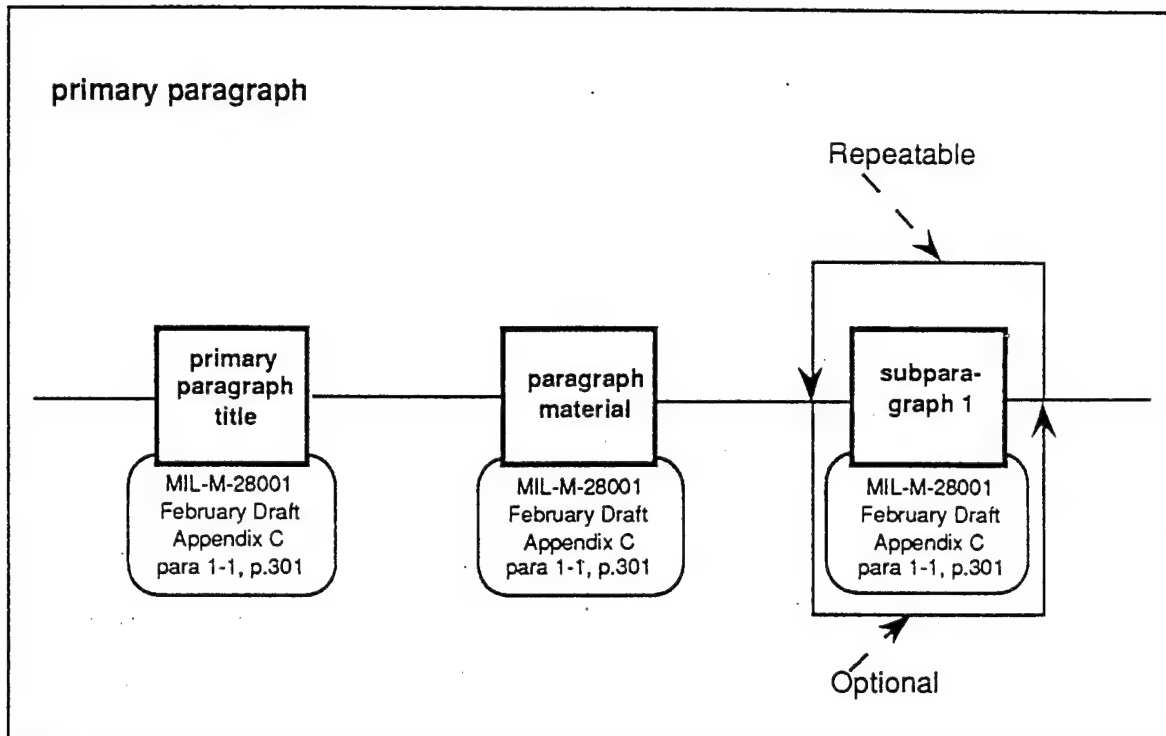 primary paragraph
Repeatable
primary
paragraph
title
paragraph
material
subpara-
graph 1
MIL-M-28001
February Draft
Appendix C
para 1-1, p.301
MIL-M-28001
February Draft
Appendix C
para 1-1, p.301
MIL-M-28001
February Draft
Appendix C
para 1-1, p.301
Optional